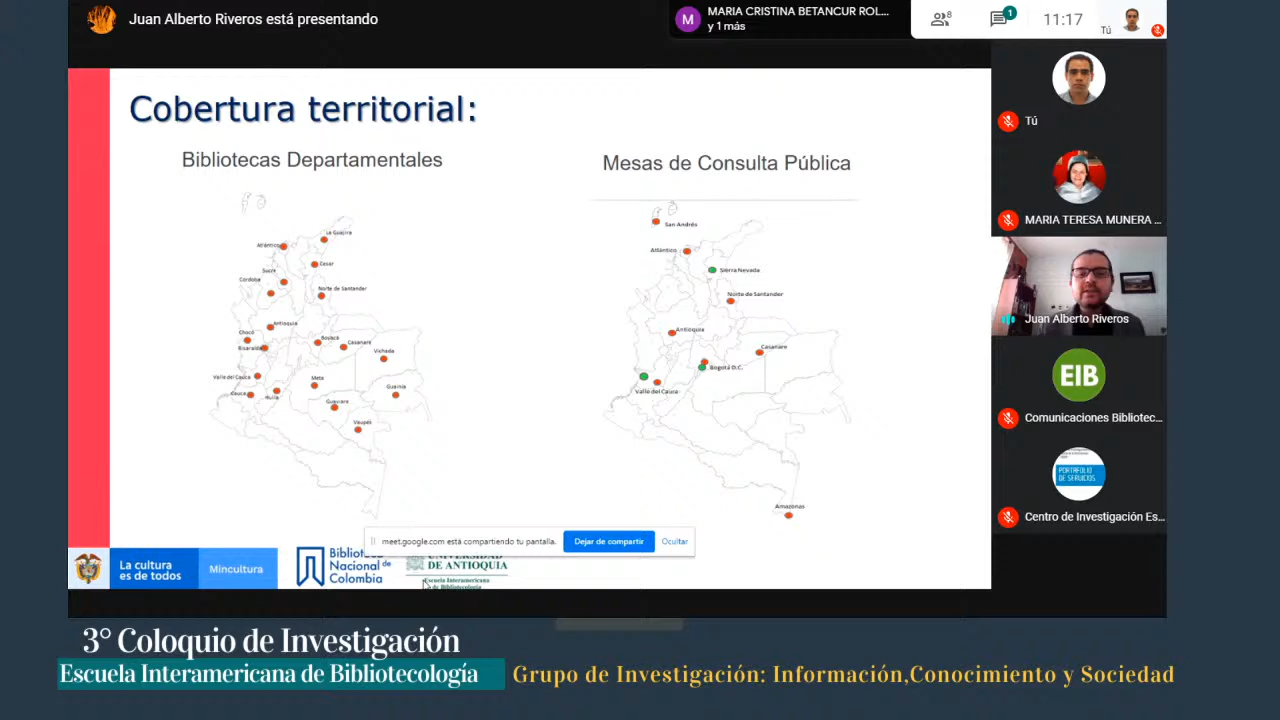 Juan Alberto Riveros está presentando
M
MARIA CRISTINA BETANCUR ROL...
y 1 más
8
1
11:17
Tú
Cobertura territorial:
Bibliotecas Departamentales
Mesas de Consulta Pública
La Guajira
Atlántico
Cesar
Sucre
Córdoba
Norte de Santander
Antioquia
Chocó
Boyacá
Casanare
Risaralda
Vichada
Valle del Cauca
Meta
Guainía
Cauca
Huila
Guaviare
Vaupés
San Andrés
Atlántico
Sierra Nevada
Norte de Santander
Antioquia
Casanare
Bogotá D.C.
Valle del Cauca
Amazonas
Tú
MARIA TERESA MUNERA ...
Juan Alberto Riveros
EIB
Comunicaciones Bibliotec...
PORTAFOLIO
DE SERVICIOS
Centro de Investigación Es...
meet.google.com está compartiendo tu pantalla.
Dejar de compartir
Ocultar
La cultura
es de todos
Mincultura
Biblioteca
Nacional de
Colombia
UNIVERSIDAD
DE ANTIOQUIA
Escuela Interamericana
de Bibliotecología
3° Coloquio de Investigación
Escuela Interamericana de Bibliotecología
Grupo de Investigación: Información,Conocimiento y Sociedad